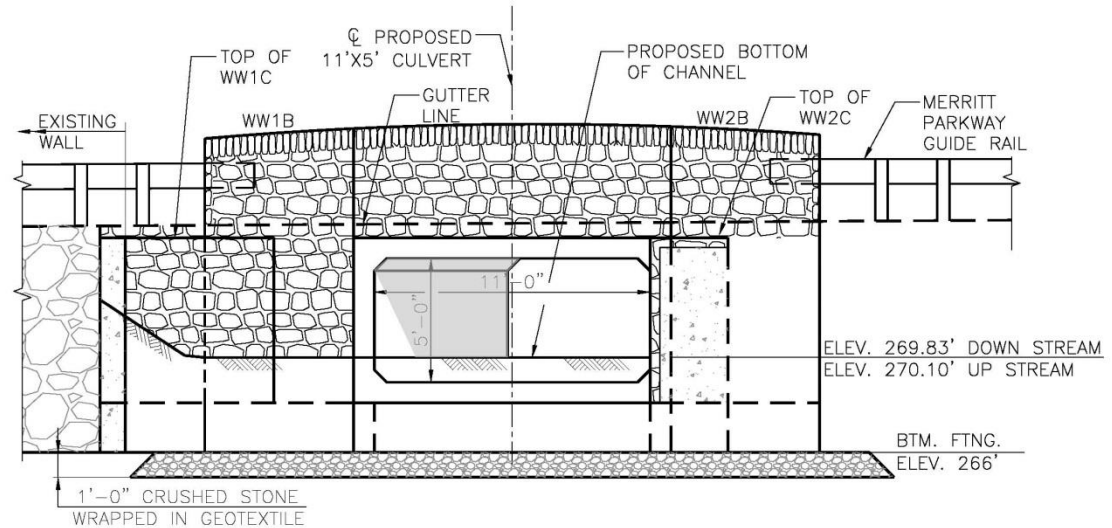 ℄ PROPOSED
11'X5' CULVERT
TOP OF
WW1C
PROPOSED BOTTOM
OF CHANNEL
EXISTING
WALL
WW1B
GUTTER
LINE
WW2B
TOP OF
WW2C
MERRITT
PARKWAY
GUIDE RAIL
11'-0"
5'-0"
ELEV. 269.83' DOWN STREAM
ELEV. 270.10' UP STREAM
BTM. FTNG.
ELEV. 266'
1'-0" CRUSHED STONE
WRAPPED IN GEOTEXTILE